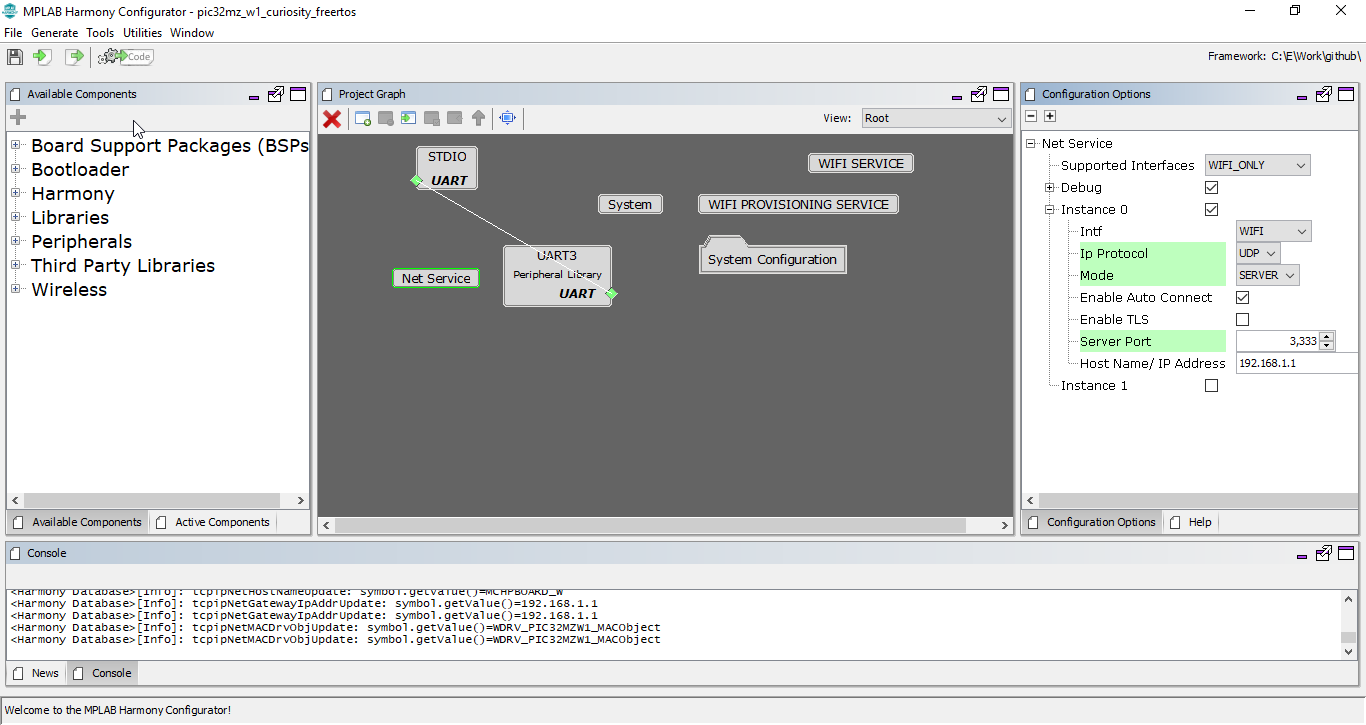 MPLAB Harmony Configurator - pic32mz_w1_curiosity_freertos
File Generate Tools Utilities Window
Code
Framework: C:\E\Work\github\
Available Components
Board Support Packages (BSPs
Bootloader
Harmony
Libraries
Peripherals
Third Party Libraries
Wireless
Available Components Active Components
Project Graph
View: Root
STDIO
UART
WIFI SERVICE
System
WIFI PROVISIONING SERVICE
UART3
Peripheral Library
UART
System Configuration
Net Service
Configuration Options
Net Service
Supported Interfaces WIFI_ONLY
Debug
Instance 0
Intf WIFI
Ip Protocol UDP
Mode SERVER
Enable Auto Connect
Enable TLS
Server Port 3,333
Host Name/ IP Address 192.168.1.1
Instance 1
Configuration Options Help
Console
<Harmony Database>[Info]: tcpipNetHostNameUpdate: symbol.getValue()=MCHPBOARD_W
<Harmony Database>[Info]: tcpipNetGatewayIpAddrUpdate: symbol.getValue()=192.168.1.1
<Harmony Database>[Info]: tcpipNetGatewayIpAddrUpdate: symbol.getValue()=192.168.1.1
<Harmony Database>[Info]: tcpipNetMACDrvObjUpdate: symbol.getValue()=WDRV_PIC32MZW1_MACObject
<Harmony Database>[Info]: tcpipNetMACDrvObjUpdate: symbol.getValue()=WDRV_PIC32MZW1_MACObject
News Console
Welcome to the MPLAB Harmony Configurator!